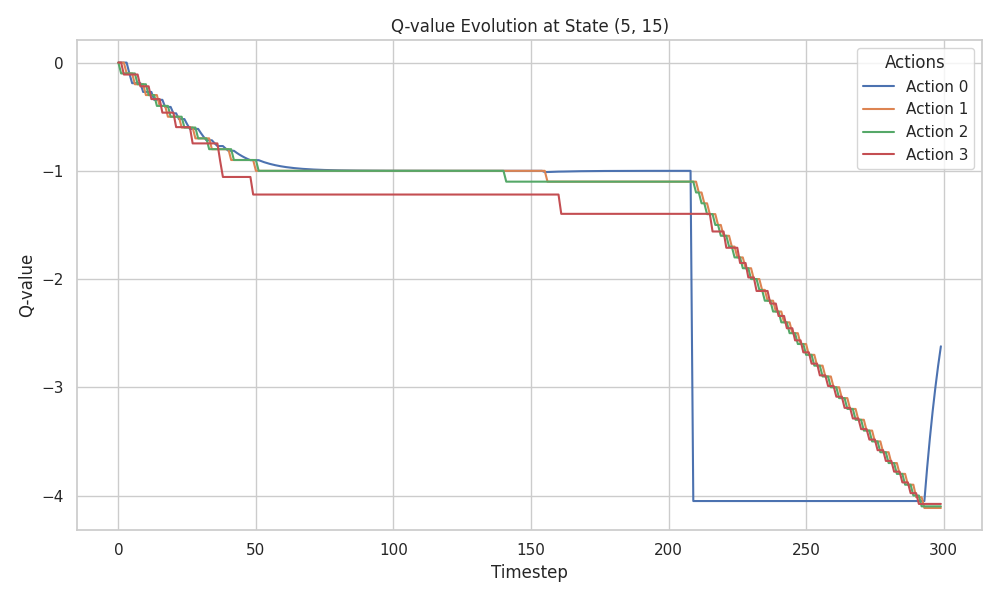 Q-value Evolution at State (5, 15)
Actions
Action 0
Action 1
Action 2
Action 3
Q-value
0
−1
−2
−3
−4
0 50 100 150 200 250 300
Timestep